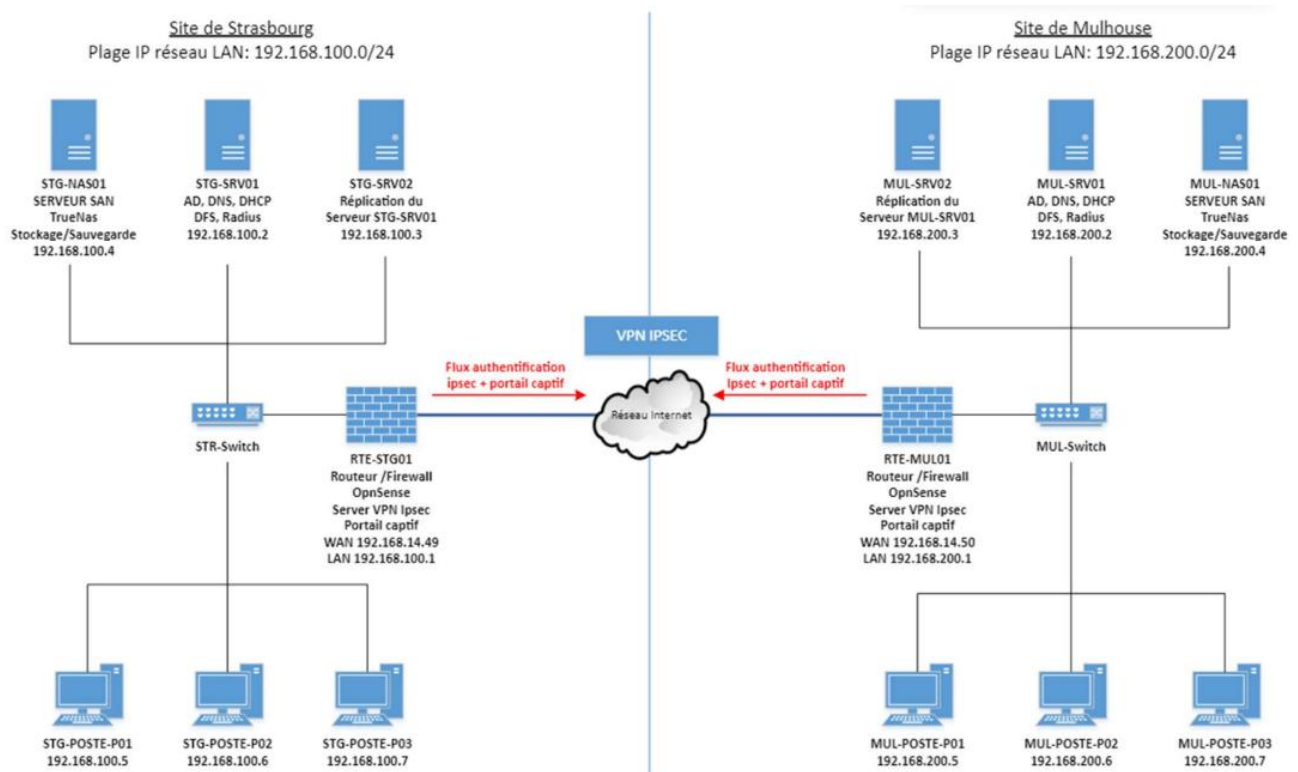 Site de Strasbourg
Plage IP réseau LAN: 192.168.100.0/24
Site de Mulhouse
Plage IP réseau LAN: 192.168.200.0/24
STG-NAS01
SERVEUR SAN
TrueNas
Stockage/Sauvegarde
192.168.100.4
STG-SRV01
AD, DNS, DHCP
DFS, Radius
192.168.100.2
STG-SRV02
Réplication du
Serveur STG-SRV01
192.168.100.3
MUL-SRV02
Réplication du
Serveur MUL-SRV01
192.168.200.3
MUL-SRV01
AD, DNS, DHCP
DFS, Radius
192.168.200.2
MUL-NAS01
SERVEUR SAN
TrueNas
Stockage/Sauvegarde
192.168.200.4
VPN IPSEC
Flux authentification
ipsec + portail captif
Flux authentification
Ipsec + portail captif
Réseau Internet
STR-Switch
RTE-STG01
Routeur /Firewall
OpnSense
Server VPN Ipsec
Portail captif
WAN 192.168.14.49
LAN 192.168.100.1
RTE-MUL01
Routeur /Firewall
OpnSense
Server VPN Ipsec
Portail captif
WAN 192.168.14.50
LAN 192.168.200.1
MUL-Switch
STG-POSTE-P01
192.168.100.5
STG-POSTE-P02
192.168.100.6
STG-POSTE-P03
192.168.100.7
MUL-POSTE-P01
192.168.200.5
MUL-POSTE-P02
192.168.200.6
MUL-POSTE-P03
192.168.200.7